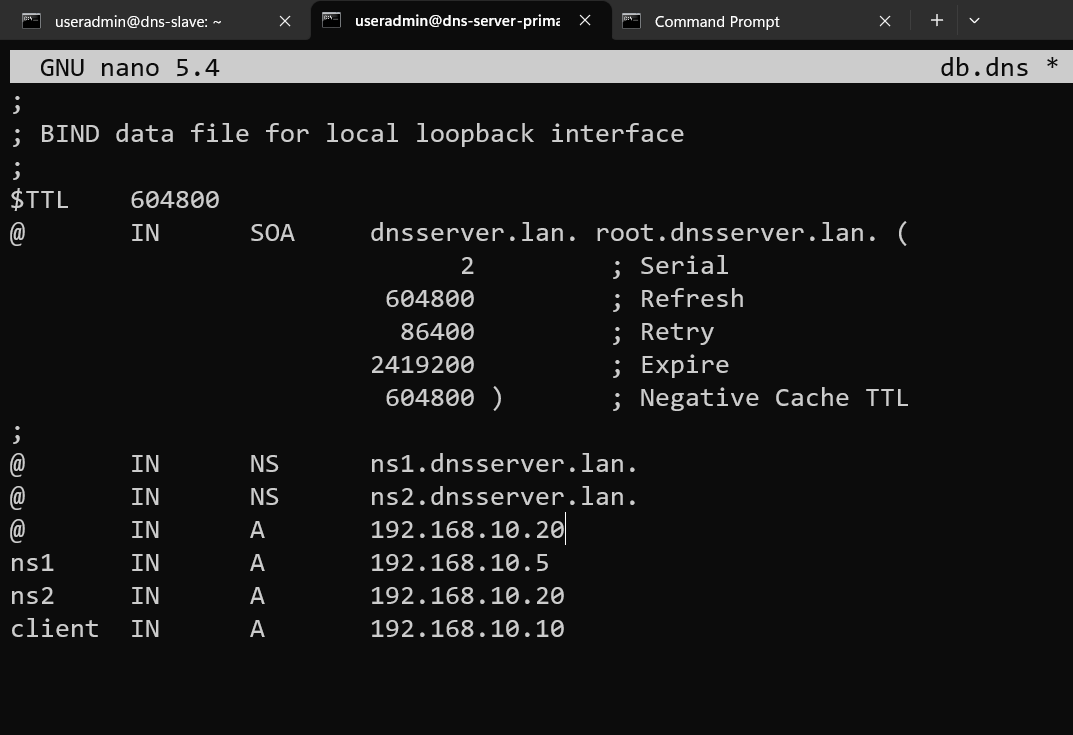 useradmin@dns-slave: ~
useradmin@dns-server-prima
Command Prompt
GNU nano 5.4 db.dns *
;
; BIND data file for local loopback interface
;
$TTL 604800
@ IN SOA dnsserver.lan. root.dnsserver.lan. (
2 ; Serial
604800 ; Refresh
86400 ; Retry
2419200 ; Expire
604800 ) ; Negative Cache TTL
;
@ IN NS ns1.dnsserver.lan.
@ IN NS ns2.dnsserver.lan.
@ IN A 192.168.10.20
ns1 IN A 192.168.10.5
ns2 IN A 192.168.10.20
client IN A 192.168.10.10